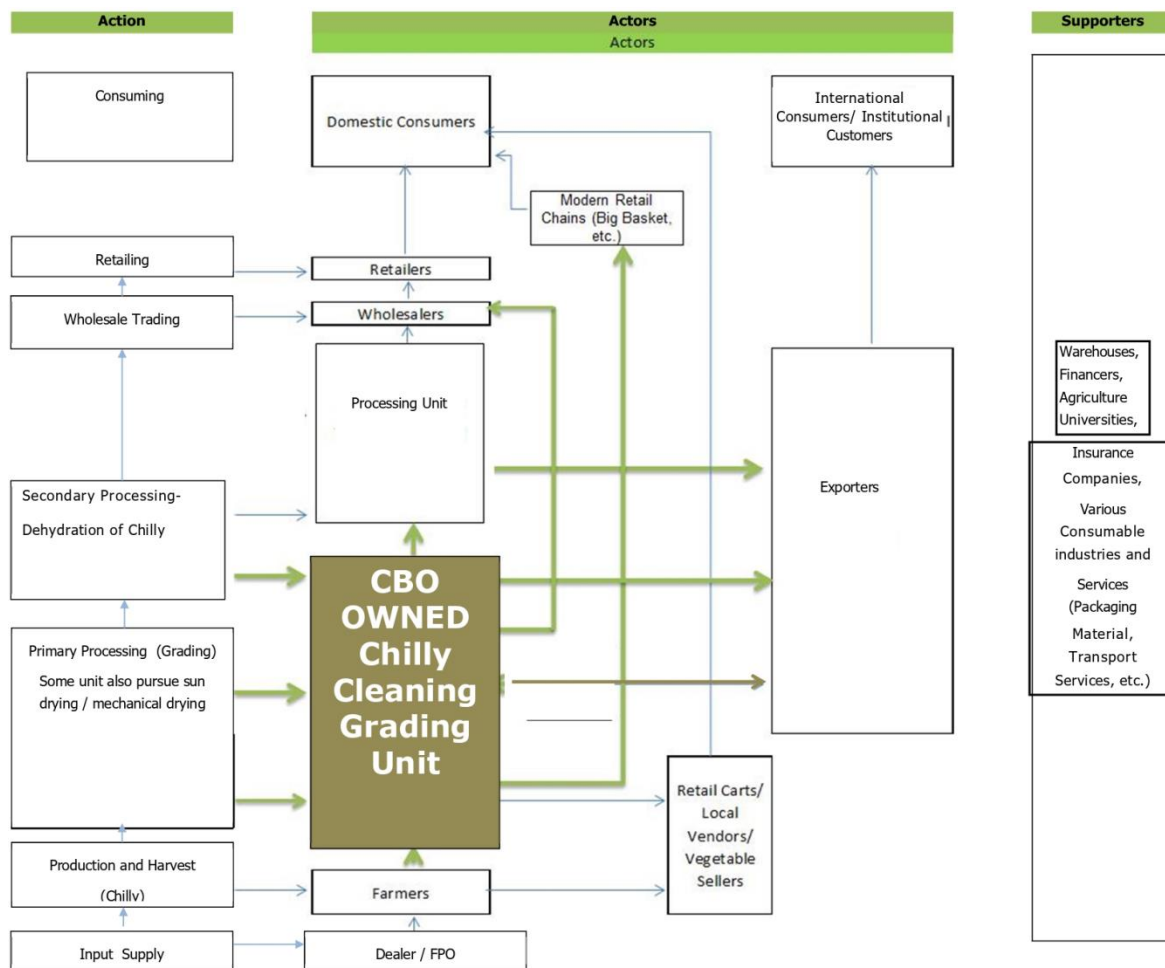 Action
Actors
Supporters
Actors
Consuming
Domestic Consumers
International
Consumers/ Institutional
Customers
Modern Retail
Chains (Big Basket,
etc.)
Retailing
Retailers
Wholesale Trading
Wholesalers
Processing Unit
Secondary Processing-
Dehydration of Chilly
Exporters
CBO
OWNED
Chilly
Cleaning
Grading
Unit
Primary Processing (Grading)
Some unit also pursue sun
drying / mechanical drying
Retail Carts/
Local
Vendors/
Vegetable
Sellers
Production and Harvest
(Chilly)
Farmers
Input Supply
Dealer / FPO
Warehouses,
Financers,
Agriculture
Universities,
Insurance
Companies,
Various
Consumable
industries and
Services
(Packaging
Material,
Transport
Services, etc.)